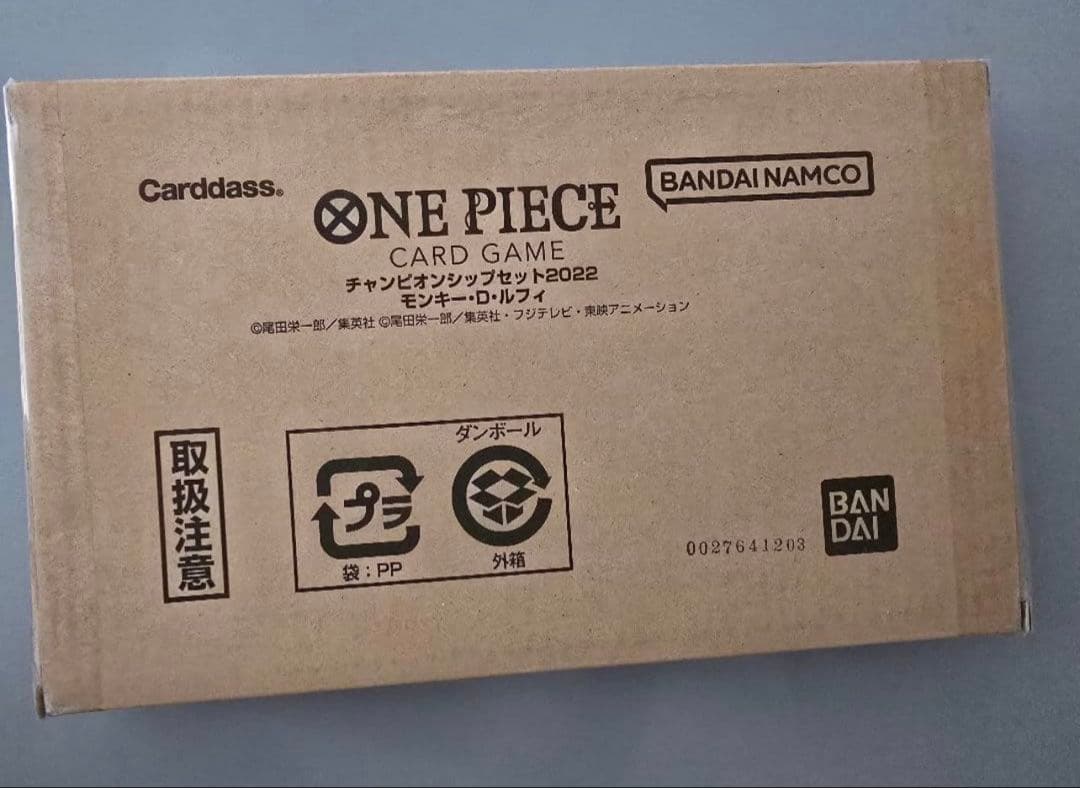 Carddass®
ONE PIECE
CARD GAME
BANDAI NAMCO
チャンピオンシップセット2022
モンキー・D・ルフィ
©尾田栄一郎／集英社 ©尾田栄一郎／集英社・フジテレビ・東映アニメーション
取扱注意
プラ
袋：PP
ダンボール
外箱
0027641203
BAN
DAI